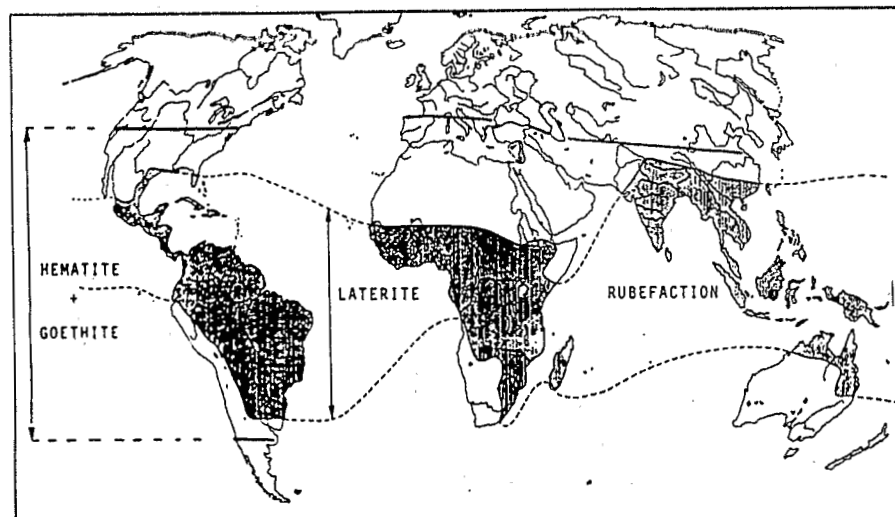 HEMATITE
+
GOETHITE
LATERITE
RUBEFACTION